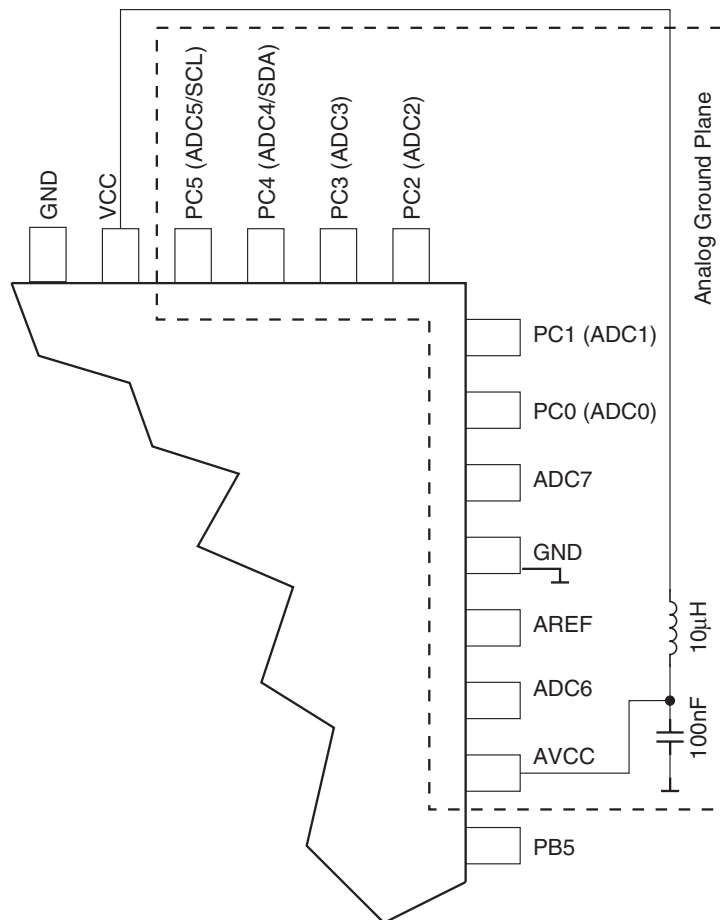 GND
VCC
PC5 (ADC5/SCL)
PC4 (ADC4/SDA)
PC3 (ADC3)
PC2 (ADC2)
Analog Ground Plane
PC1 (ADC1)
PC0 (ADC0)
ADC7
GND
AREF
ADC6
AVCC
PB5
10μH
100nF